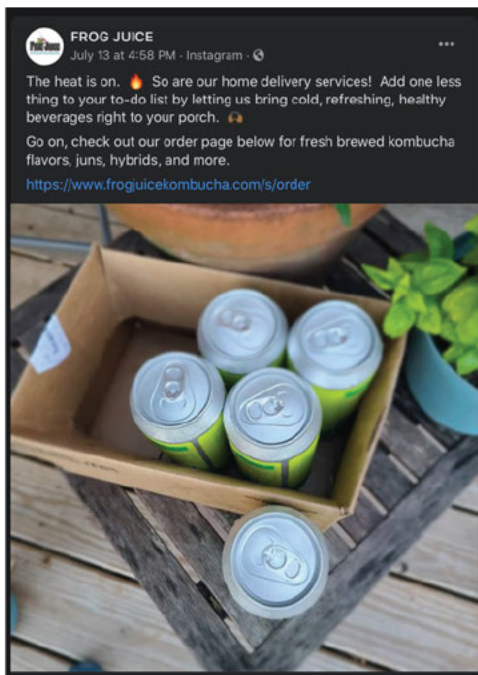 FROG JUICE
July 13 at 4:58 PM · Instagram ·
The heat is on. 🔥 So are our home delivery services! Add one less
thing to your to-do list by letting us bring cold, refreshing, healthy
beverages right to your porch.
Go on, check out our order page below for fresh brewed kombucha
flavors, juns, hybrids, and more.
https://www.frogjuicekombucha.com/s/order